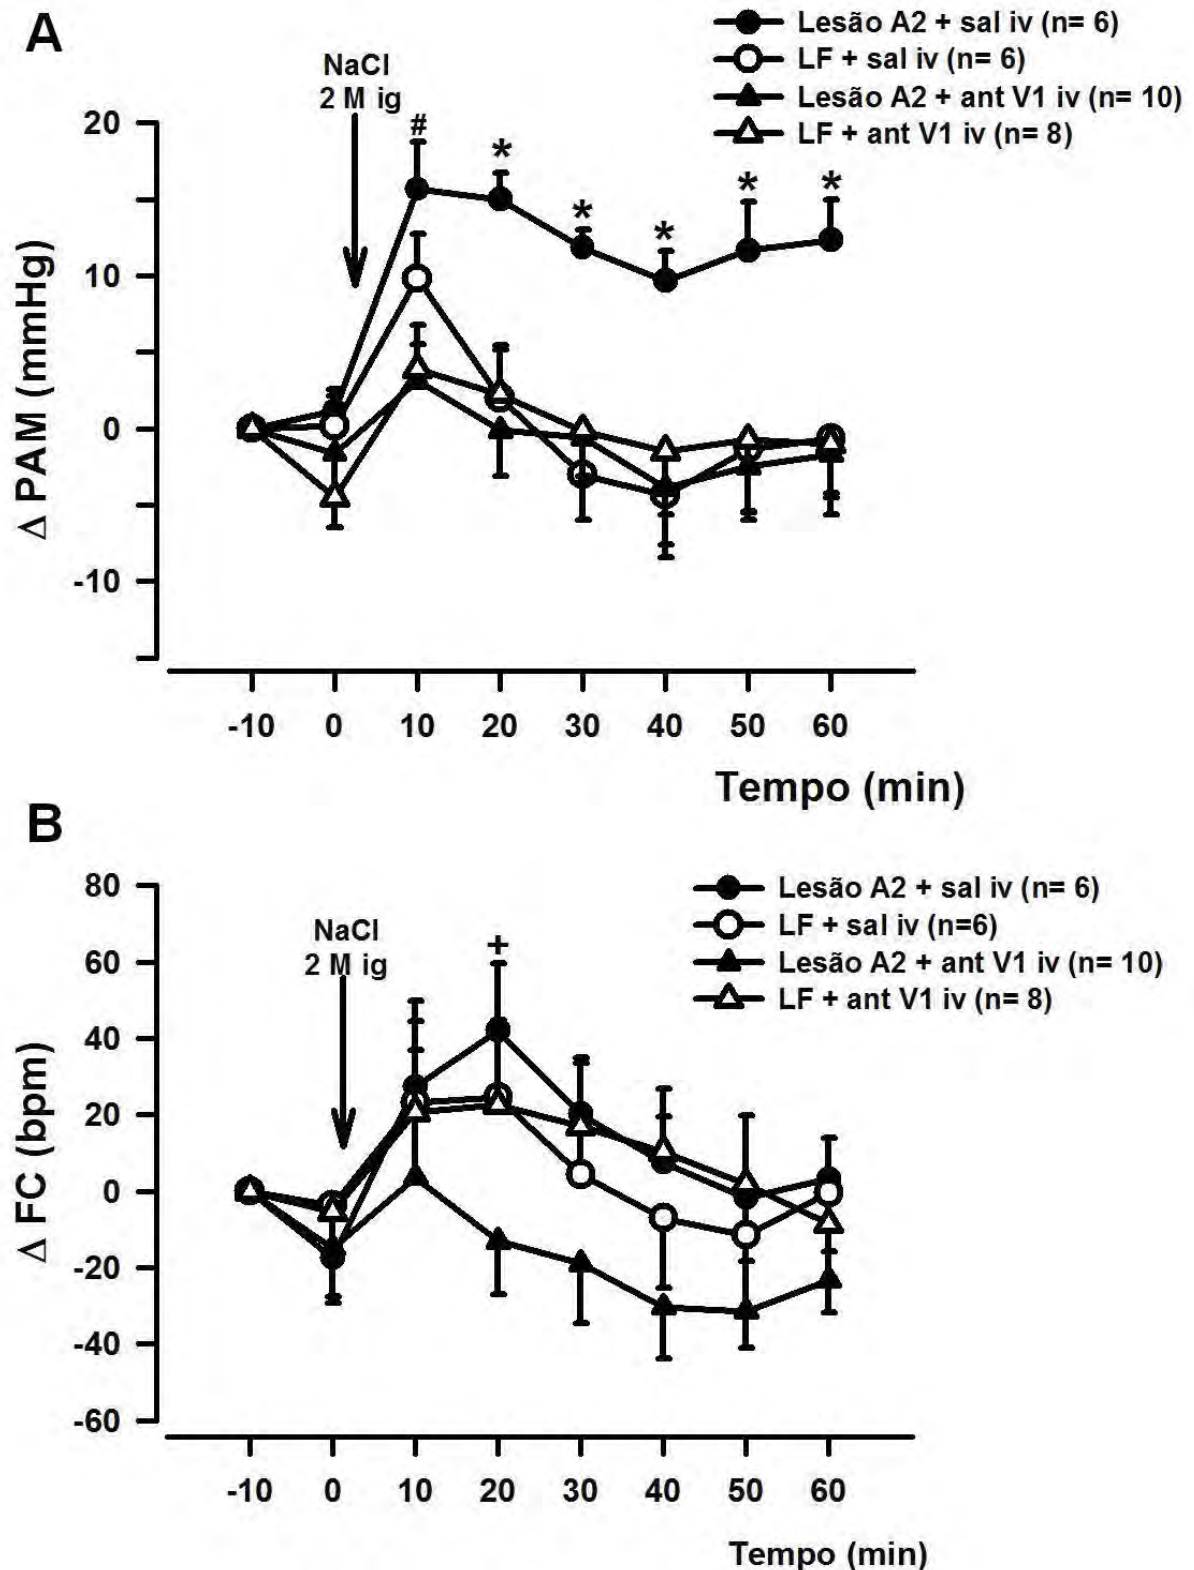 A
Lesão A2 + sal iv (n= 6)
LF + sal iv (n= 6)
Lesão A2 + ant V1 iv (n= 10)
LF + ant V1 iv (n= 8)
NaCl
2 M ig
20
10
0
-10
Δ PAM (mmHg)
#
*
*
*
*
*
-10 0 10 20 30 40 50 60
Tempo (min)
B
Lesão A2 + sal iv (n= 6)
LF + sal iv (n=6)
Lesão A2 + ant V1 iv (n= 10)
LF + ant V1 iv (n= 8)
NaCl
2 M ig
80
60
40
20
0
-20
-40
-60
Δ FC (bpm)
+
-10 0 10 20 30 40 50 60
Tempo (min)